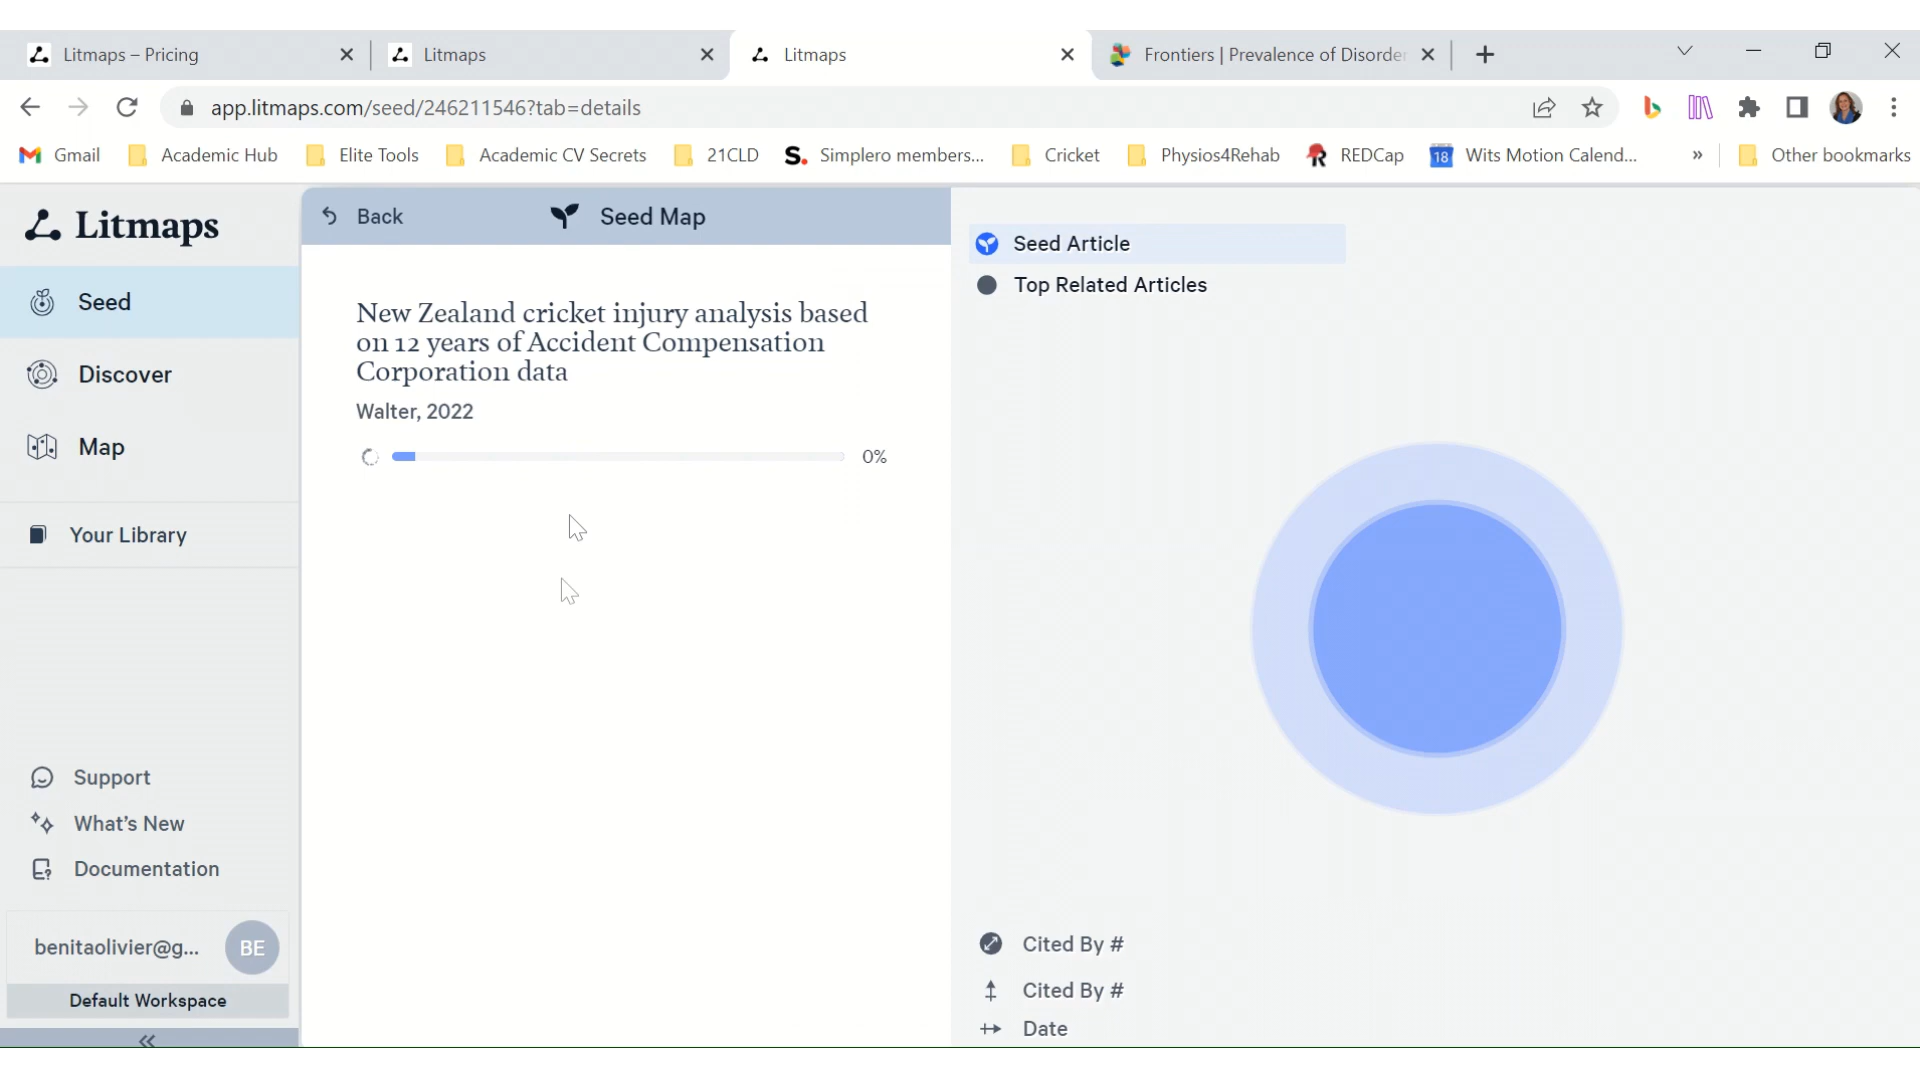 Litmaps – Pricing
Litmaps
Litmaps
Frontiers | Prevalence of Disorder
app.litmaps.com/seed/246211546?tab=details
Gmail
Academic Hub
Elite Tools
Academic CV Secrets
21CLD
S.
Simplero members...
Cricket
Physios4Rehab
REDCap
18
Wits Motion Calend...
»
Other bookmarks
Litmaps
Back
Seed Map
Seed Article
Top Related Articles
Seed
Discover
Map
Your Library
New Zealand cricket injury analysis based
on 12 years of Accident Compensation
Corporation data
Walter, 2022
0%
Support
What's New
Documentation
benitaolivier@g...
BE
Default Workspace
«
Cited By #
Cited By #
Date